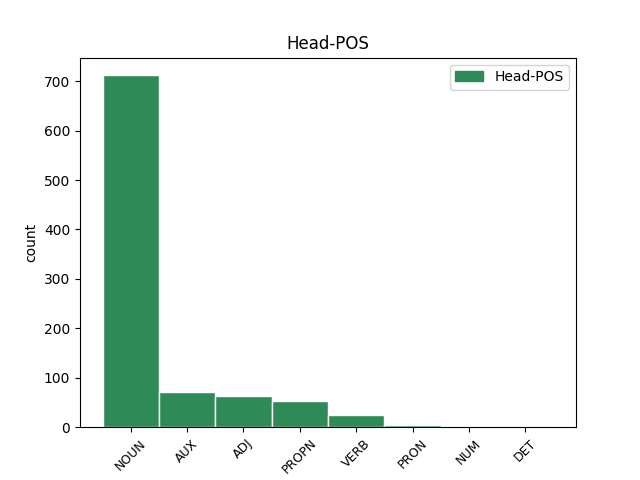 Head-POS
Head-POS
count
700
600
500
400
300
200
100
0
NOUN
AUX
ADJ
PROPN
VERB
PRON
NUM
DET